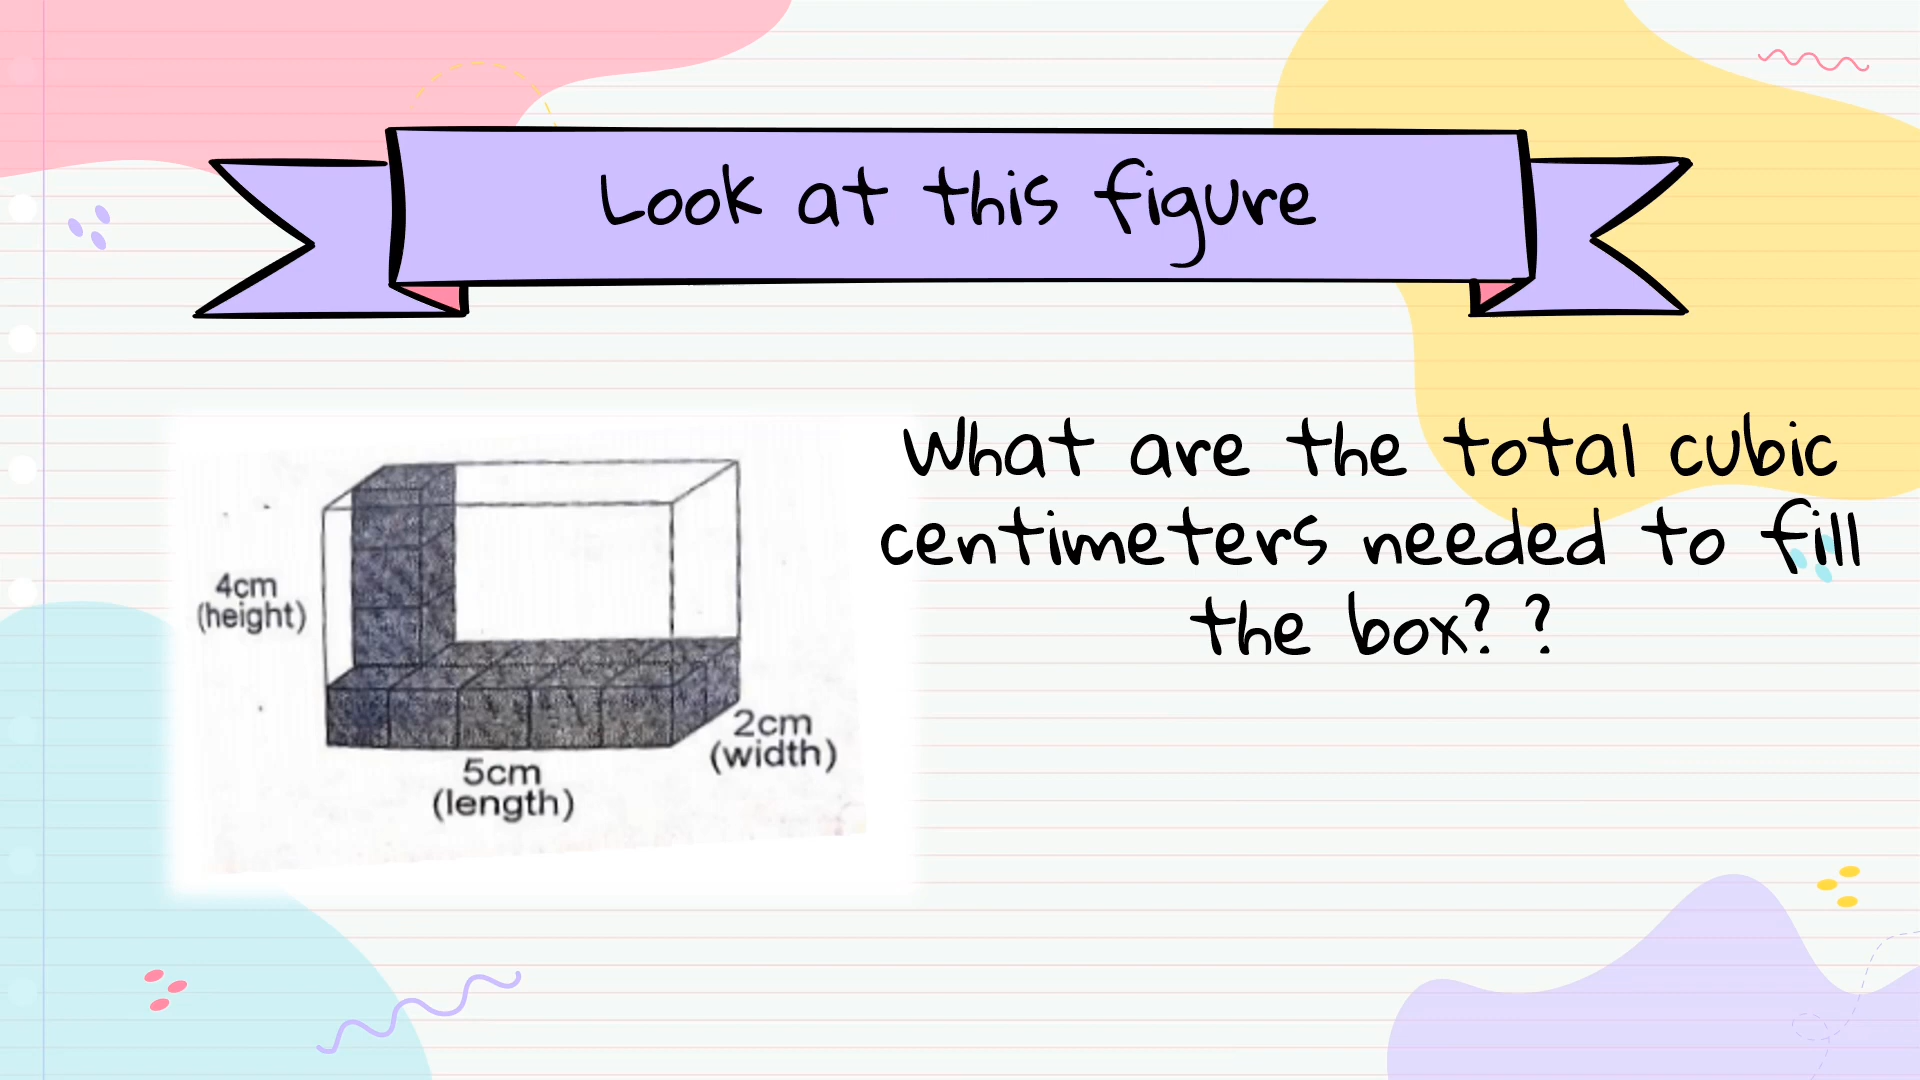 Look at this figure
4cm
(height)
2cm
(width)
5cm
(length)
What are the total cubic
centimeters needed to fill
the box? ?